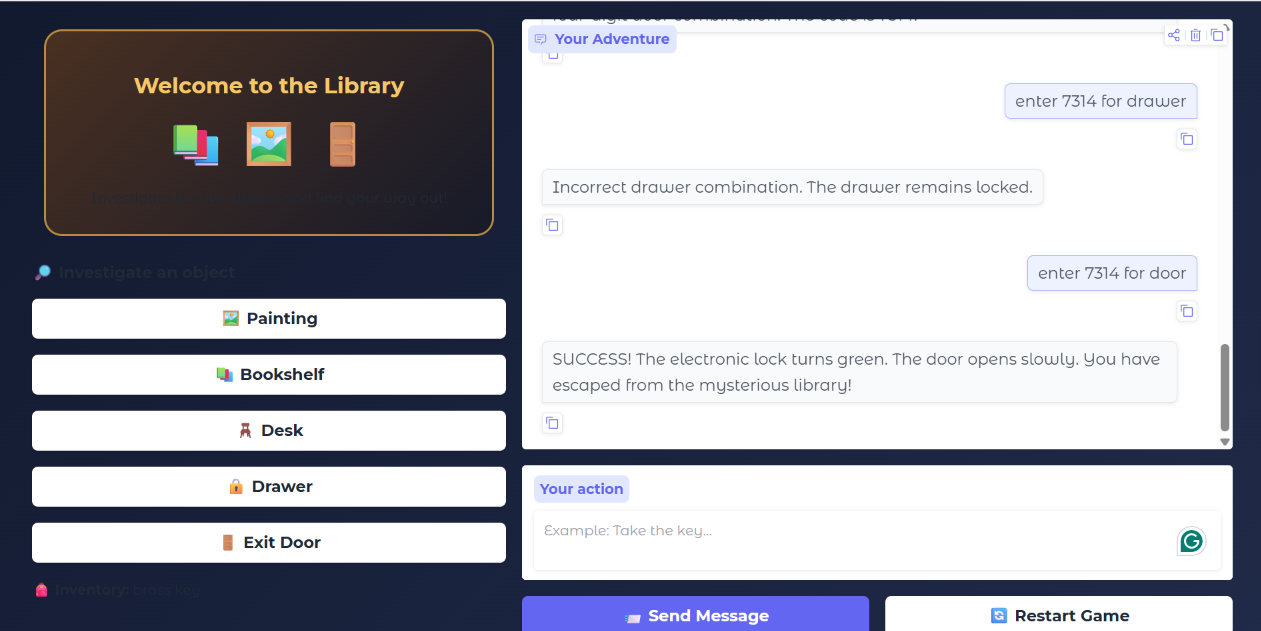 Welcome to the Library
Investigate an object
Painting
Bookshelf
Desk
Drawer
Exit Door
Inventory:
Your Adventure
enter 7314 for drawer
Incorrect drawer combination. The drawer remains locked.
enter 7314 for door
SUCCESS! The electronic lock turns green. The door opens slowly. You have
escaped from the mysterious library!
Your action
Example: Take the key...
Send Message
Restart Game